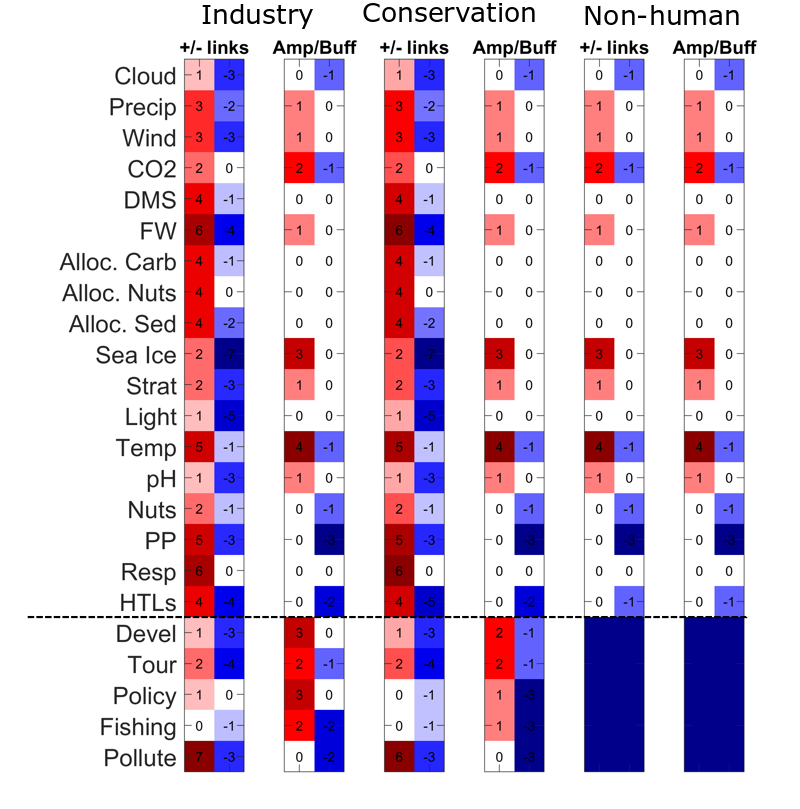 Industry Conservation Non-human
+/- links Amp/Buff +/- links Amp/Buff +/- links Amp/Buff
Cloud 1 -3 0 -1 1 -3 0 -1 0 -1 0 -1
Precip 3 -2 1 0 3 -2 1 0 1 0 1 0
Wind 3 -3 1 0 3 -3 1 0 1 0 1 0
CO2 2 0 2 -1 2 0 2 -1 2 -1 2 -1
DMS 4 -1 0 0 4 -1 0 0 0 0 0 0
FW 6 -4 1 0 6 -4 1 0 1 0 1 0
Alloc. Carb 4 -1 0 0 4 -1 0 0 0 0 0 0
Alloc. Nuts 4 0 0 0 4 0 0 0 0 0 0 0
Alloc. Sed 4 -2 0 0 4 -2 0 0 0 0 0 0
Sea Ice 2 -7 3 0 2 -7 3 0 3 0 3 0
Strat 2 -3 1 0 2 -3 1 0 1 0 1 0
Light 1 -5 0 0 1 -5 0 0 0 0 0 0
Temp 5 -1 4 -1 5 -1 4 -1 4 -1 4 -1
pH 1 -3 1 0 1 -3 1 0 1 0 1 0
Nuts 2 -1 0 -1 2 -1 0 -1 0 -1 0 -1
PP 5 -3 0 -3 5 -3 0 -3 0 -3 0 -3
Resp 6 0 0 0 6 0 0 0 0 0 0 0
HTLs 4 -4 0 -2 4 -5 0 -2 0 -1 0 -1
Devel 1 -3 3 0 1 -3 2 -1
Tour 2 -4 2 -1 2 -4 2 -1
Policy 1 0 3 0 0 -1 1 -3
Fishing 0 -1 2 -2 0 -1 1 -3
Pollute 7 -3 0 -2 6 -3 0 -3